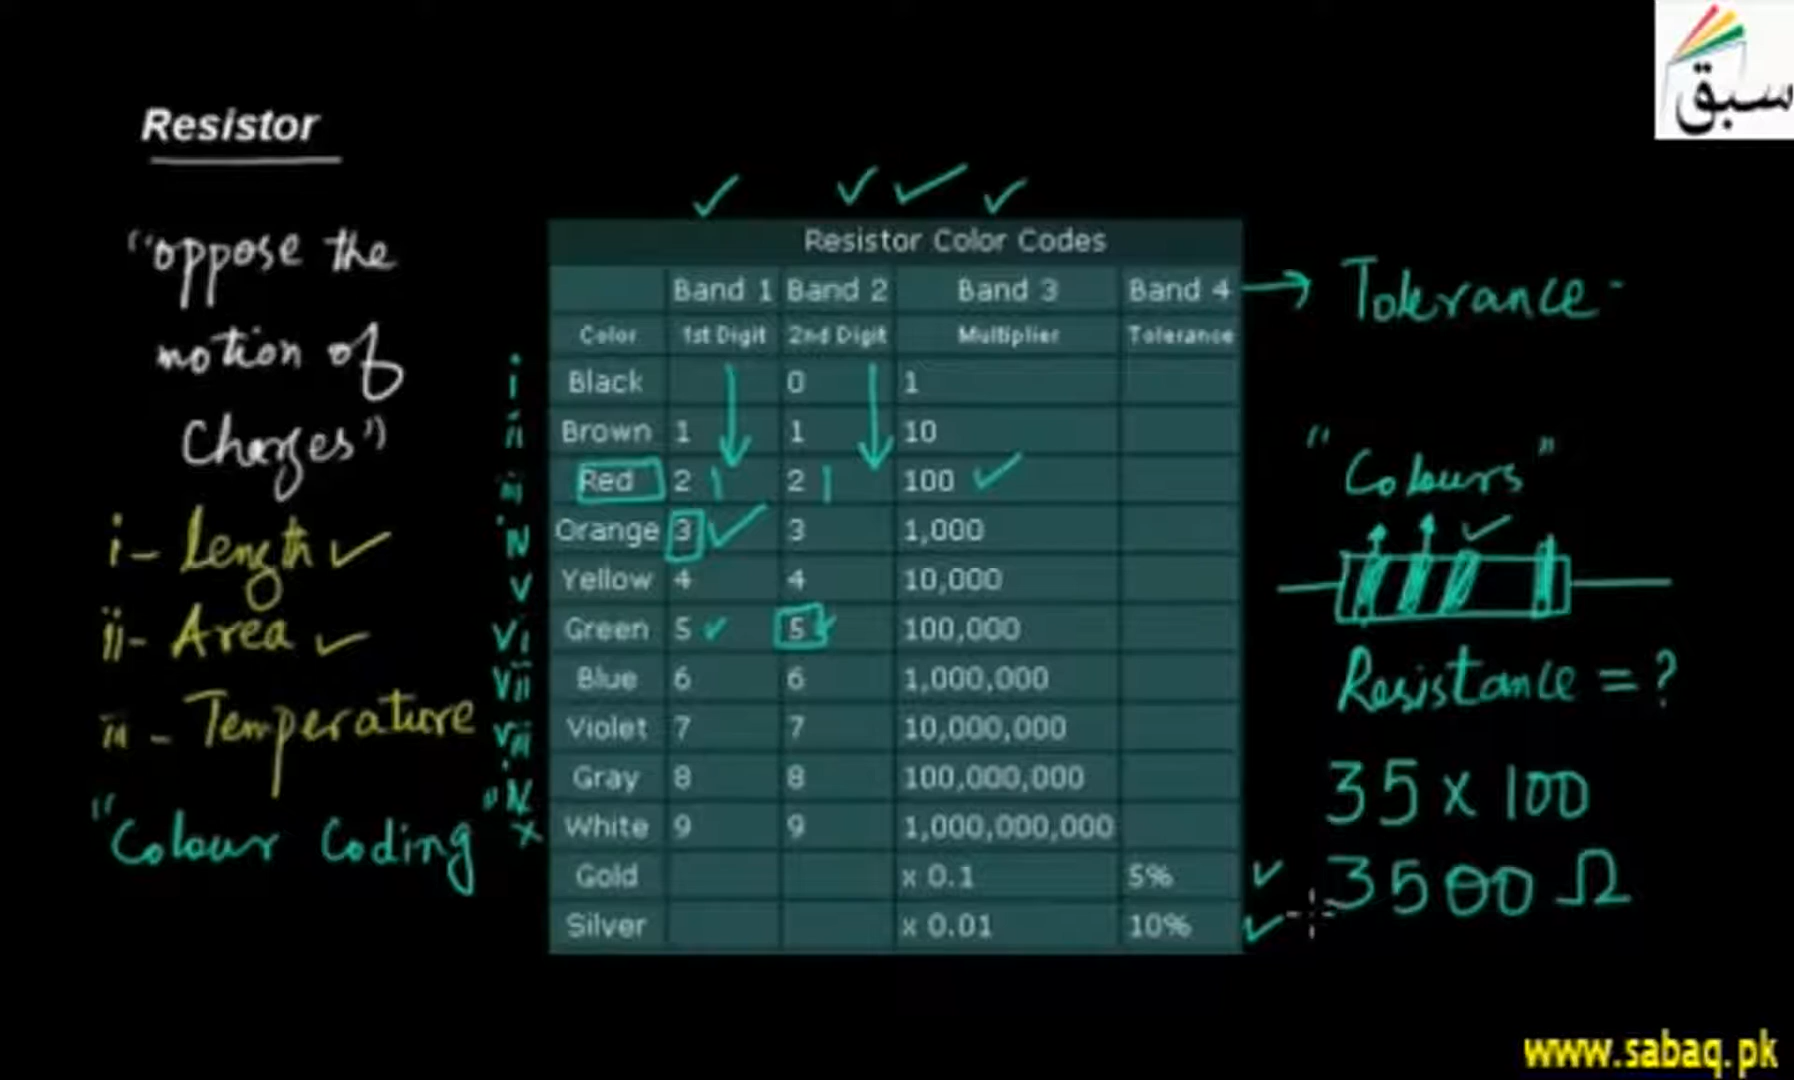 سبق
Resistor
"oppose the
motion of
Charges"
i - Length ✓
ii - Area ✓
iii - Temperature
"Colour Coding"
Resistor Color Codes
Band 1 Band 2 Band 3 Band 4
Color 1st Digit 2nd Digit Multiplier Tolerance
i Black 0 1
ii Brown 1 1 10
iii Red 2 2 100 ✓
iv Orange 3 ✓ 3 1,000
v Yellow 4 4 10,000
vi Green 5 ✓ 5 ✓ 100,000
vii Blue 6 6 1,000,000
viii Violet 7 7 10,000,000
Gray 8 8 100,000,000
x White 9 9 1,000,000,000
Gold x 0.1 5% ✓
Silver x 0.01 10% ✓
→ Tolerance
"Colours"
Resistance = ?
35 x 100
3500 Ω
www.sabaq.pk